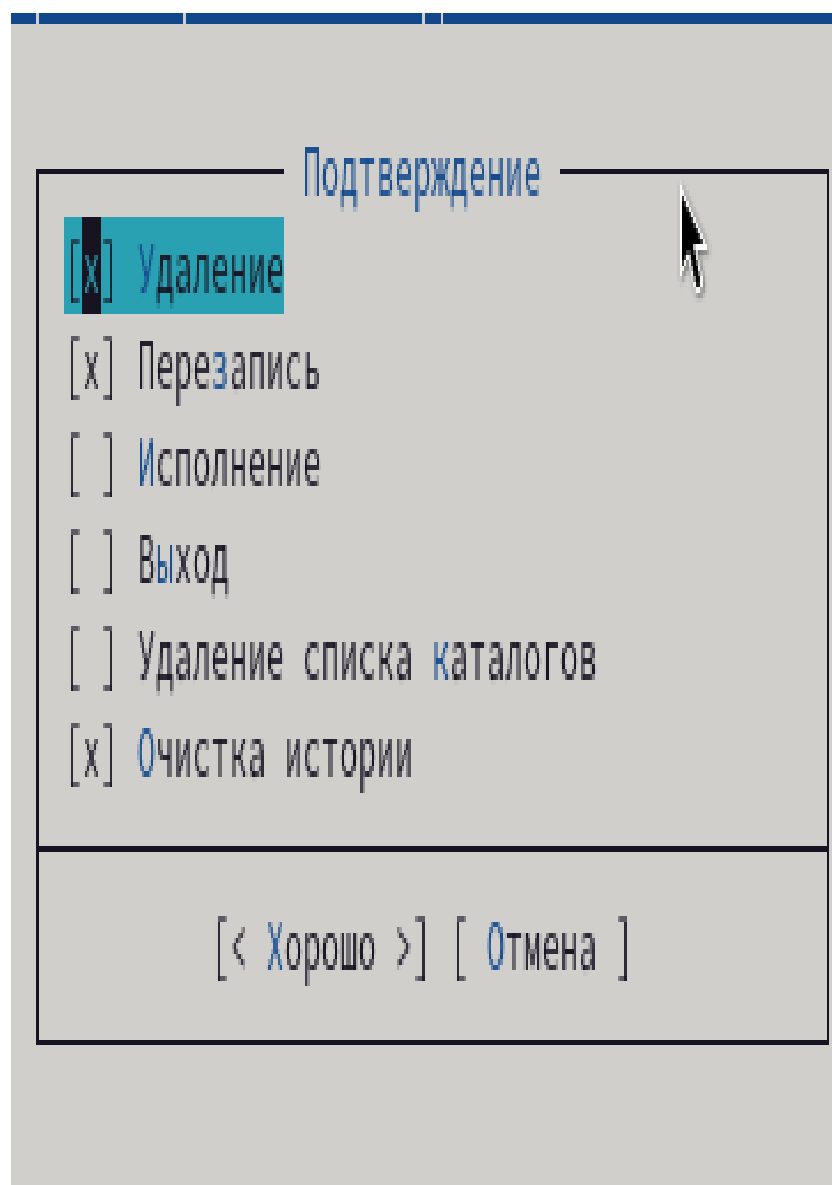 Подтверждение
[x] Удаление
[x] Перезапись
[ ] Исполнение
[ ] Выход
[ ] Удаление списка каталогов
[x] Очистка истории
[< Хорошо >] [ Отмена ]